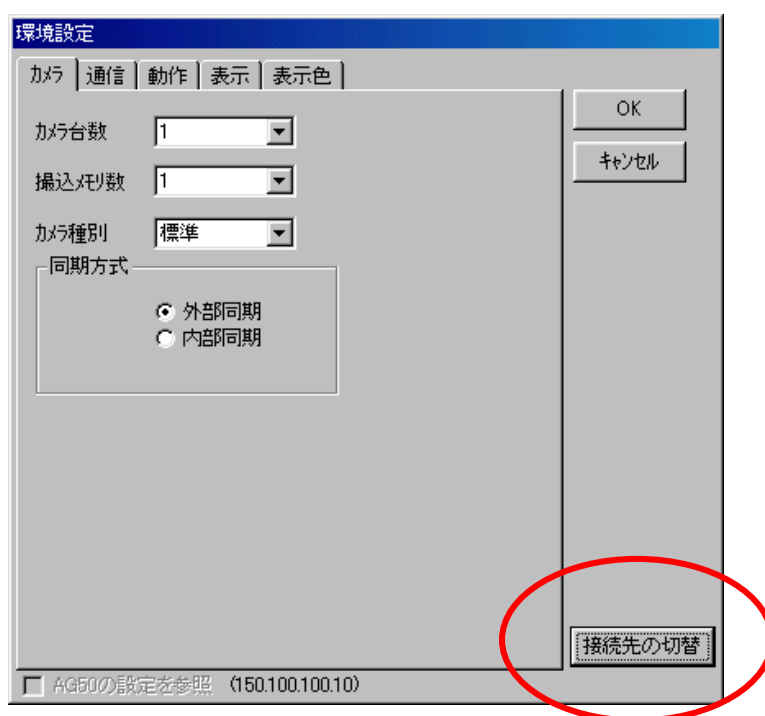 環境設定
ｶﾒﾗ 通信 動作 表示 表示色
OK
ｶﾒﾗ台数 1
ｷｬﾝｾﾙ
撮込ﾒﾓﾘ数 1
ｶﾒﾗ種別 標準
同期方式
外部同期
内部同期
接続先の切替
AG50の設定を参照 (150.100.100.10)